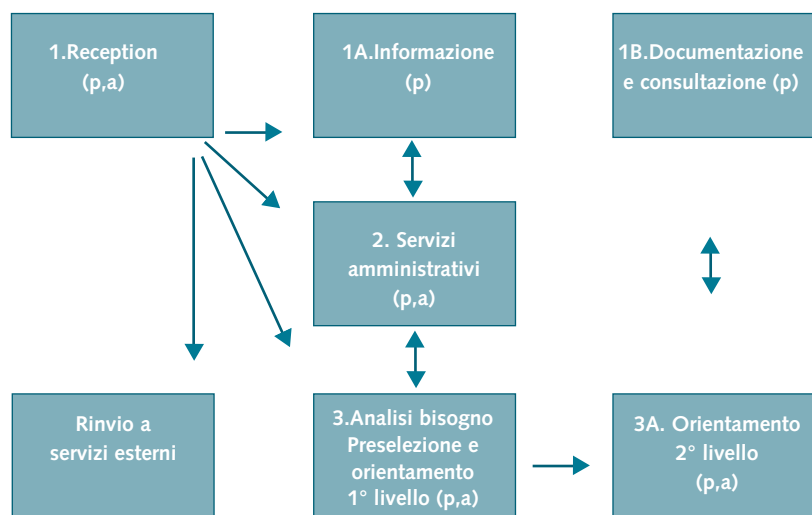 1.Reception
(p,a)
1A.Informazione
(p)
1B.Documentazione
e consultazione (p)
2. Servizi
amministrativi
(p,a)
Rinvio a
servizi esterni
3.Analisi bisogno
Preselezione e
orientamento
1° livello (p,a)
3A. Orientamento
2° livello
(p,a)